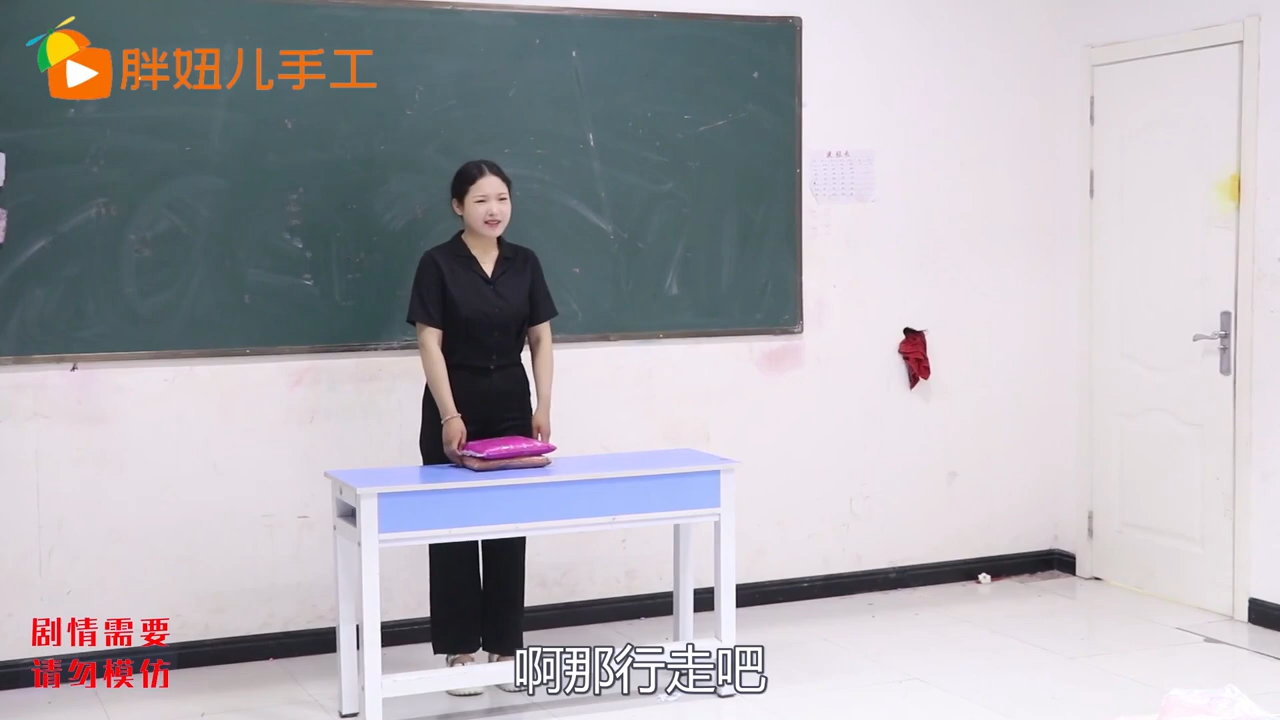 胖妞儿手工
剧情需要
请勿模仿
啊那行走吧